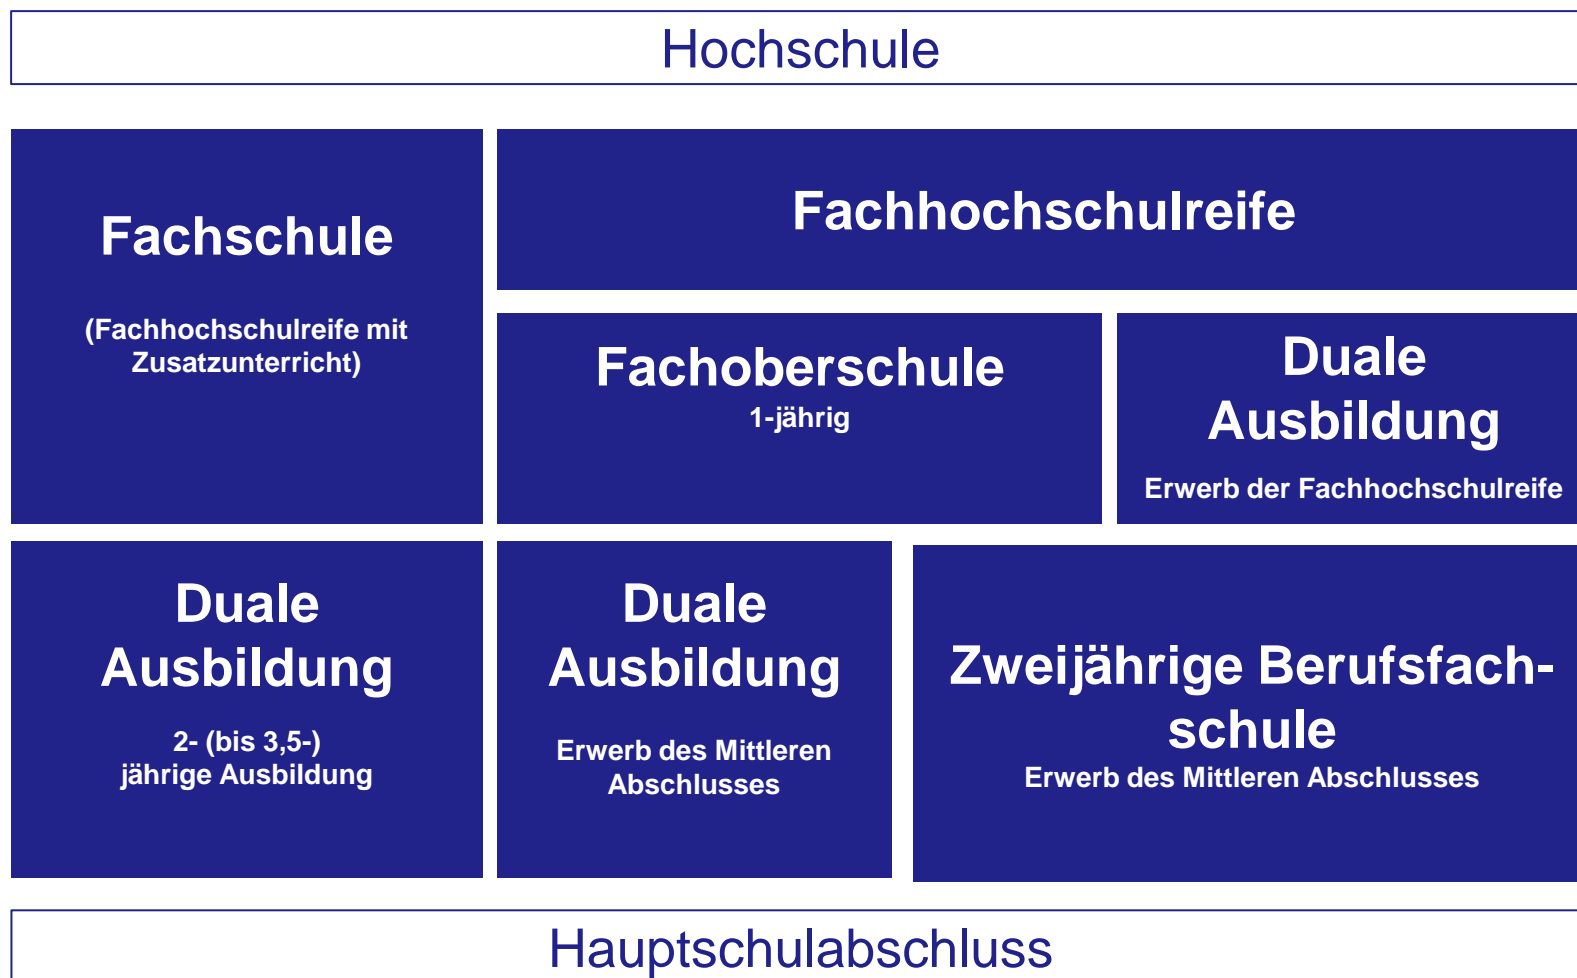 Hochschule
Fachschule
(Fachhochschulreife mit
Zusatzunterricht)
Fachhochschulreife
Fachoberschule
1-jährig
Duale
Ausbildung
Erwerb der Fachhochschulreife
Duale
Ausbildung
2- (bis 3,5-)
jährige Ausbildung
Duale
Ausbildung
Erwerb des Mittleren
Abschlusses
Zweijährige Berufsfach-
schule
Erwerb des Mittleren Abschlusses
Hauptschulabschluss